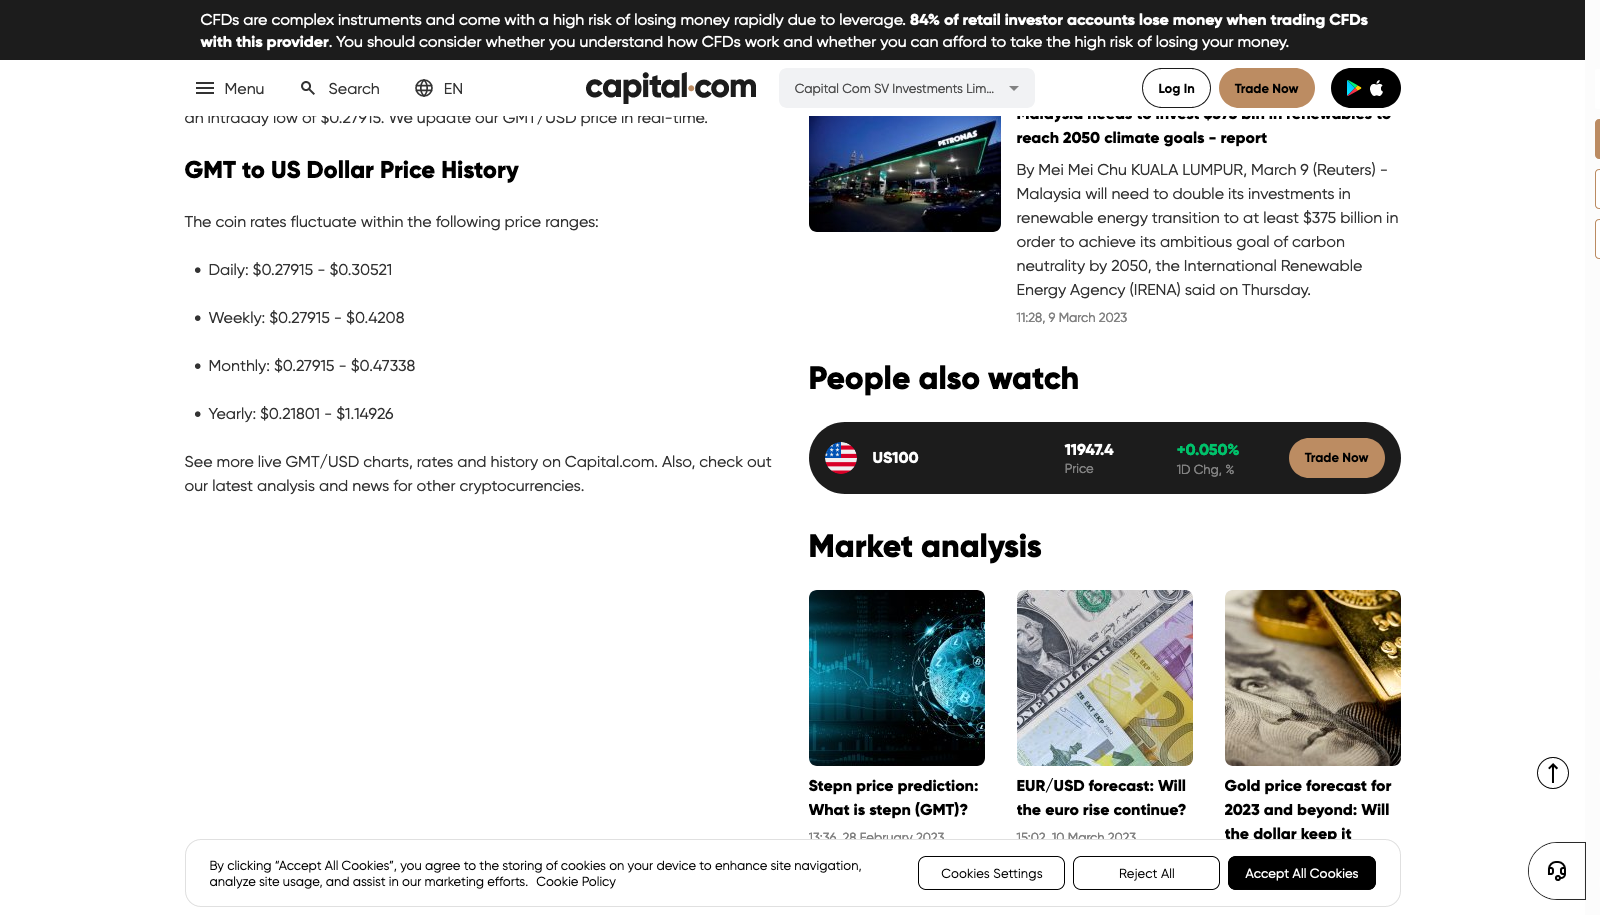 CFDs are complex instruments and come with a high risk of losing money rapidly due to leverage. 84% of retail investor accounts lose money when trading CFDs
with this provider. You should consider whether you understand how CFDs work and whether you can afford to take the high risk of losing your money.
Menu
Search
EN
capital.com
Capital Com SV Investments Lim...
Log In
Trade Now
an intraday low of $0.27915. We update our GMT/USD price in real-time.
GMT to US Dollar Price History
The coin rates fluctuate within the following price ranges:
• Daily: $0.27915 - $0.30521
• Weekly: $0.27915 - $0.4208
• Monthly: $0.27915 - $0.47338
• Yearly: $0.21801 - $1.14926
See more live GMT/USD charts, rates and history on Capital.com. Also, check out
our latest analysis and news for other cryptocurrencies.
PETRONAS
Malaysia needs to invest $375 bln in renewables to
reach 2050 climate goals - report
By Mei Mei Chu KUALA LUMPUR, March 9 (Reuters) -
Malaysia will need to double its investments in
renewable energy transition to at least $375 billion in
order to achieve its ambitious goal of carbon
neutrality by 2050, the International Renewable
Energy Agency (IRENA) said on Thursday.
11:28, 9 March 2023
People also watch
US100
11947.4
Price
+0.050%
1D Chg, %
Trade Now
Market analysis
Stepn price prediction:
What is stepn (GMT)?
13:36, 28 February 2023
EUR/USD forecast: Will
the euro rise continue?
15:02, 10 March 2023
Gold price forecast for
2023 and beyond: Will
the dollar keep it
By clicking “Accept All Cookies”, you agree to the storing of cookies on your device to enhance site navigation,
analyze site usage, and assist in our marketing efforts. Cookie Policy
Cookies Settings
Reject All
Accept All Cookies